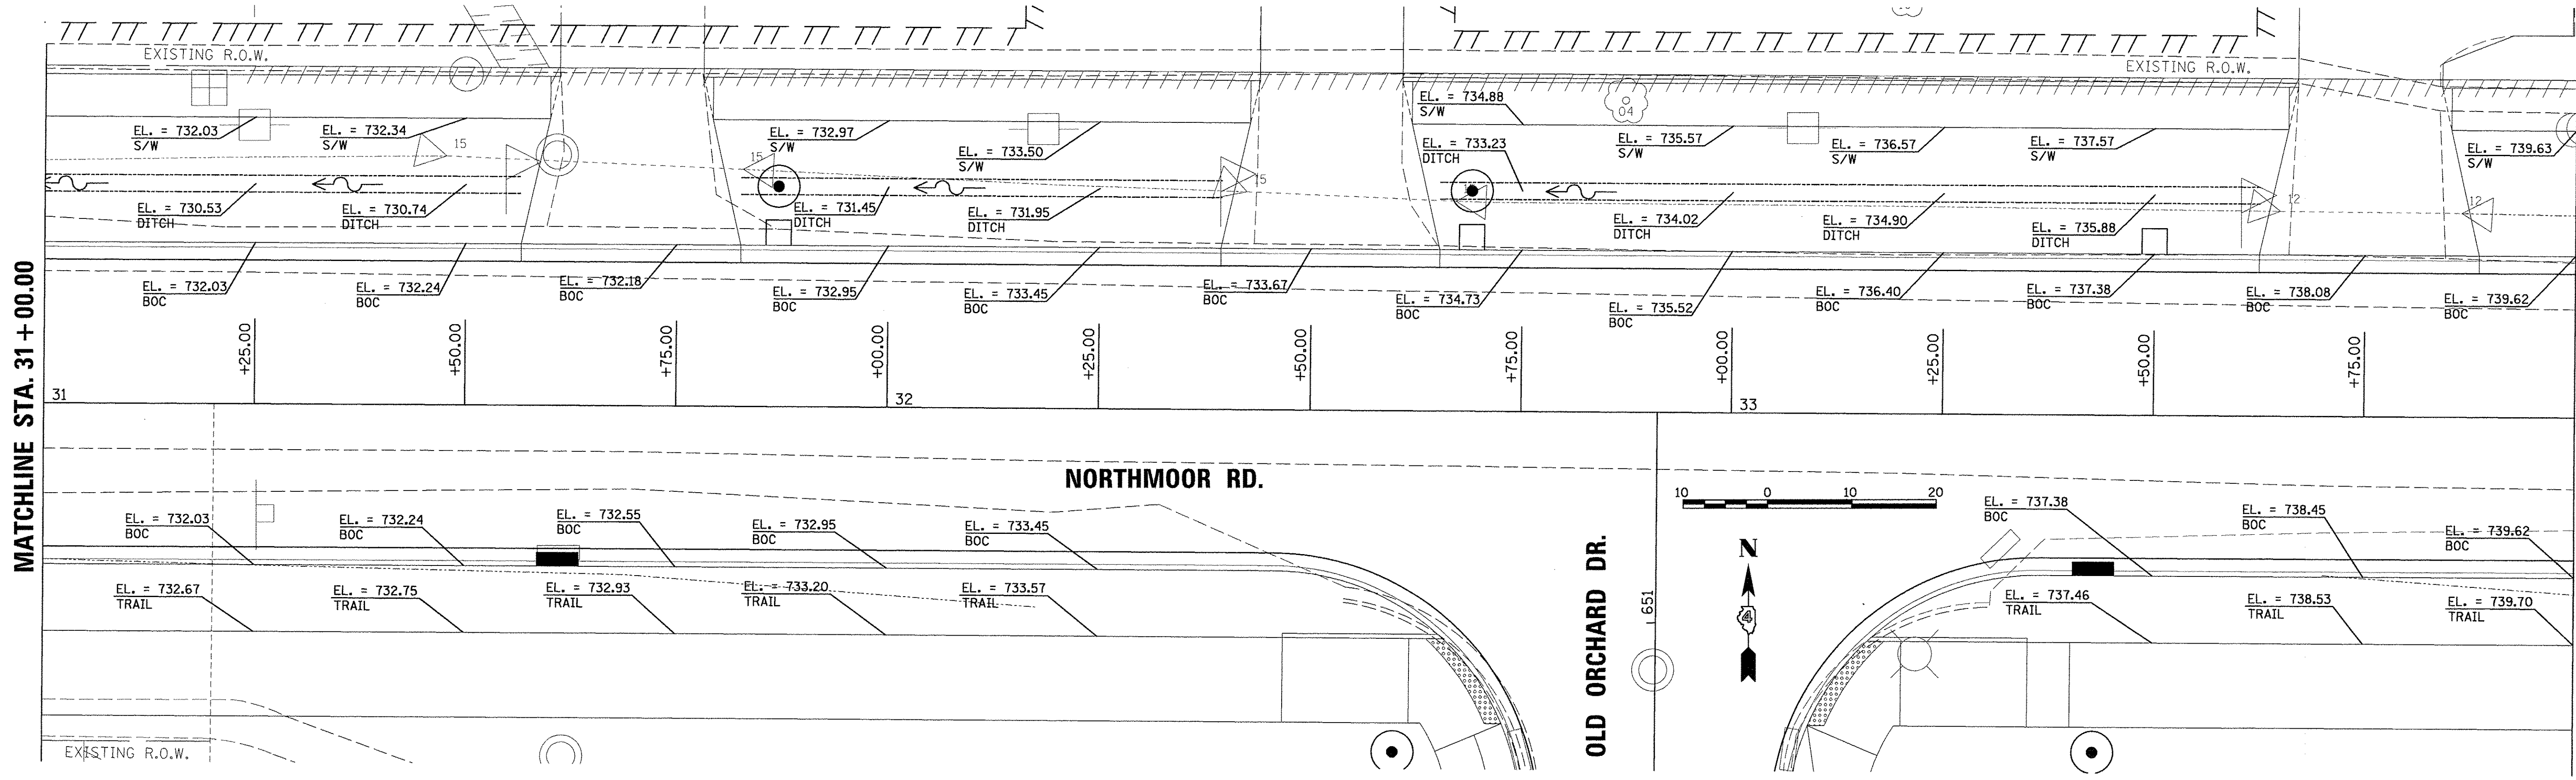 EXISTING R.O.W.
EXISTING R.O.W.
EL. = 732.03
S/W
EL. = 732.34
S/W
15
EL. = 732.97
S/W
EL. = 733.50
S/W
EL. = 734.88
S/W
04
EL. = 735.57
S/W
EL. = 736.57
S/W
EL. = 737.57
S/W
EL. = 739.63
S/W
15
15
12
12
EL. = 730.53
DITCH
EL. = 730.74
DITCH
EL. = 731.45
DITCH
EL. = 731.95
DITCH
EL. = 733.23
DITCH
EL. = 734.02
DITCH
EL. = 734.90
DITCH
EL. = 735.88
DITCH
EL. = 732.03
BOC
EL. = 732.24
BOC
EL. = 732.18
BOC
EL. = 732.95
BOC
EL. = 733.45
BOC
EL. = 733.67
BOC
EL. = 734.73
BOC
EL. = 735.52
BOC
EL. = 736.40
BOC
EL. = 737.38
BOC
EL. = 738.08
BOC
EL. = 739.62
BOC
MATCHLINE STA. 31 + 00.00
+25.00
+50.00
+75.00
+00.00
+25.00
+50.00
+75.00
+00.00
+25.00
+50.00
+75.00
31
32
33
NORTHMOOR RD.
10 0 10 20
N
4
OLD ORCHARD DR.
651
EL. = 732.03
BOC
EL. = 732.24
BOC
EL. = 732.55
BOC
EL. = 732.95
BOC
EL. = 733.45
BOC
EL. = 737.38
BOC
EL. = 738.45
BOC
EL. = 739.62
BOC
EL. = 732.67
TRAIL
EL. = 732.75
TRAIL
EL. = 732.93
TRAIL
EL. = 733.20
TRAIL
EL. = 733.57
TRAIL
EL. = 737.46
TRAIL
EL. = 738.53
TRAIL
EL. = 739.70
TRAIL
EXISTING R.O.W.